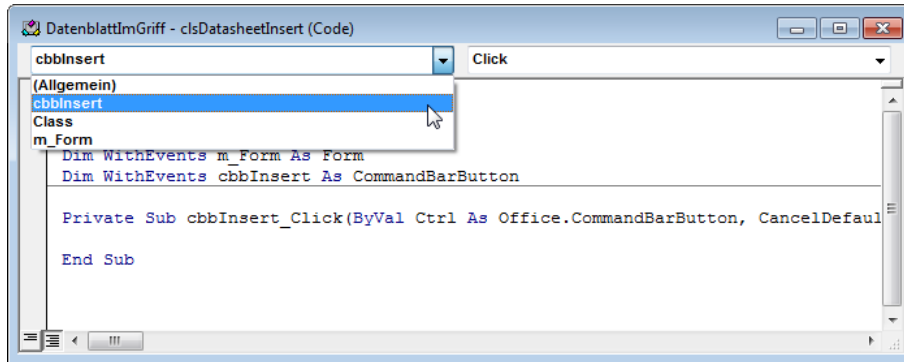 DatenblattImGriff - clsDatasheetInsert (Code)
cbbInsert Click
(Allgemein)
cbbInsert
Class
m_Form
Dim WithEvents m_Form As Form
Dim WithEvents cbbInsert As CommandBarButton
Private Sub cbbInsert_Click(ByVal Ctrl As Office.CommandBarButton, CancelDefaul
End Sub